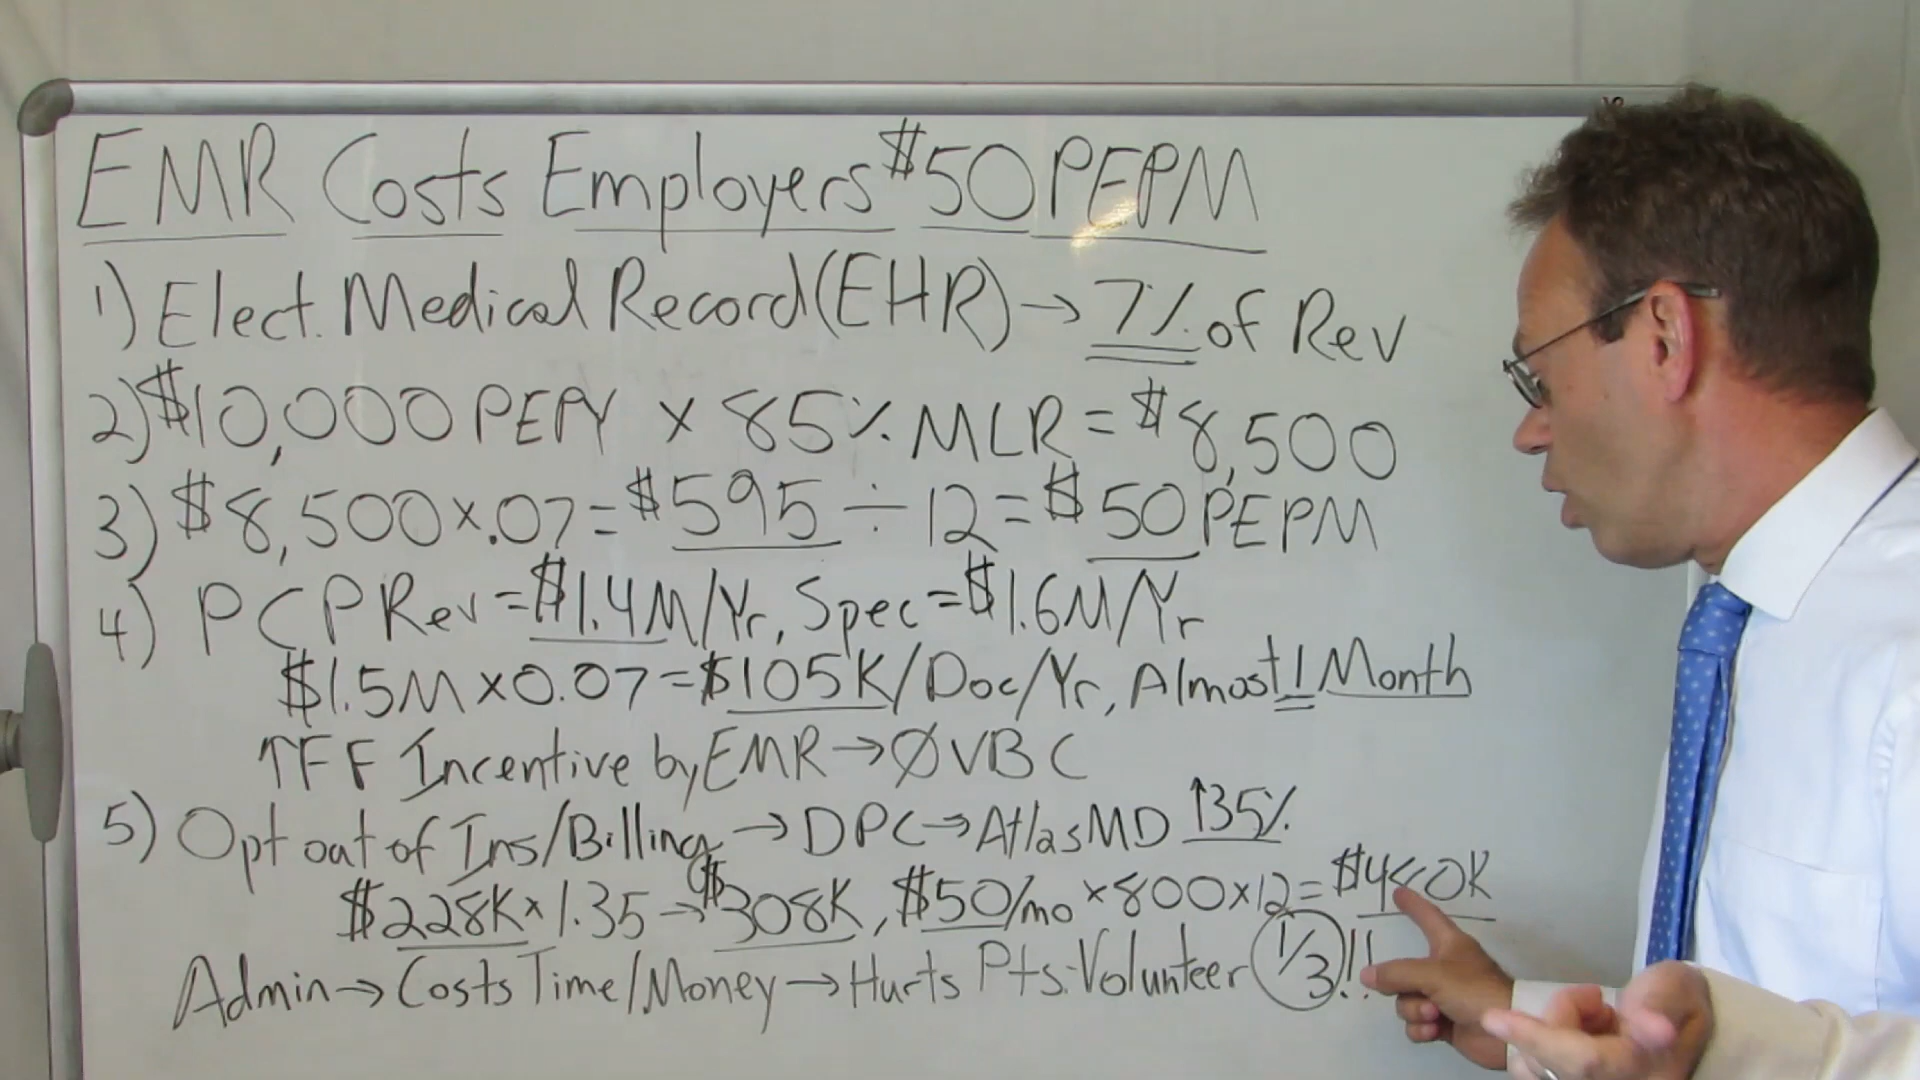 EMR Costs Employers $50 PEPM
1) Elect. Medical Record (EHR) → 7% of Rev
2) $10,000 PEPY x 85% MLR = $8,500
3) $8,500 x .07 = $595 ÷ 12 = $50 PEPM
4) PCP Rev = $1.4M/Yr, Spec = $1.6M/Yr
$1.5M x 0.07 = $105K/Doc/Yr, Almost 1 Month
↑FF Incentive by EMR → ØVBC
5) Opt out of Ins/Billing → DPC → AtlasMD ↑35%
$228K x 1.35 → $308K, $50/mo x 800 x 12 = $480K
Admin → Costs Time/Money → Hurts Pts. Volunteer 1/3!!